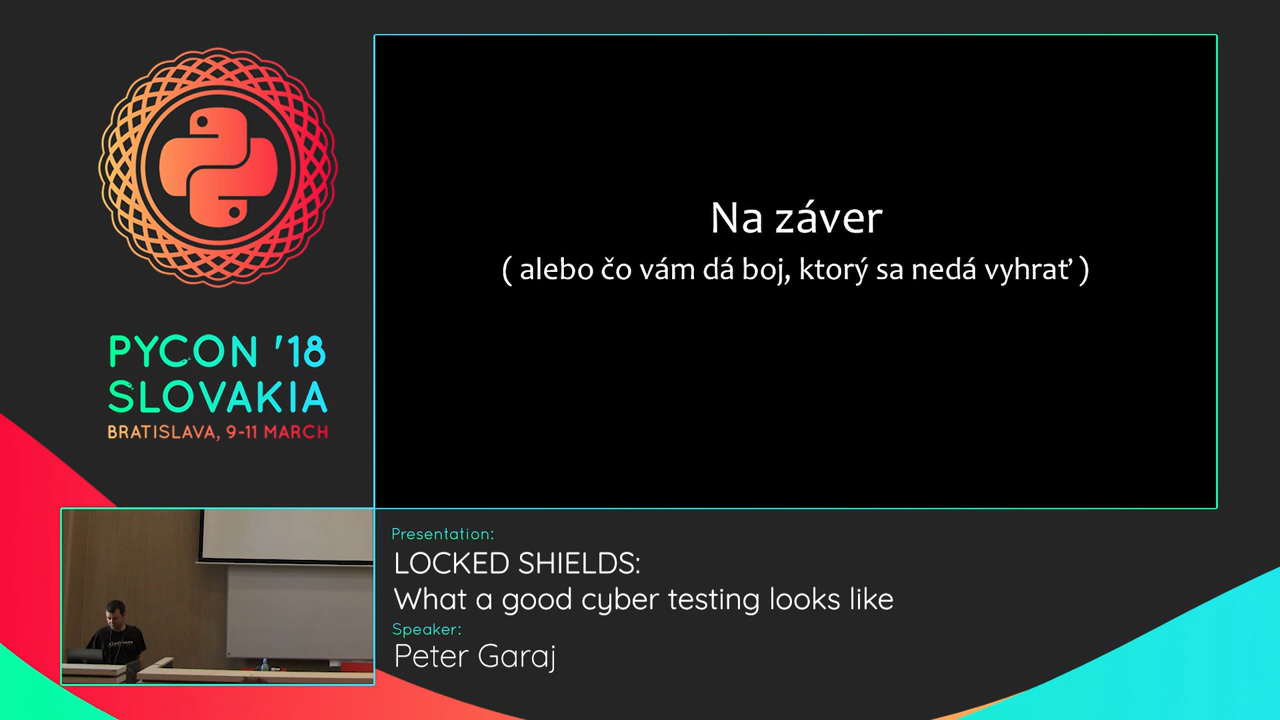 Na záver
( alebo čo vám dá boj, ktorý sa nedá vyhrať )
PYCON '18
SLOVAKIA
BRATISLAVA, 9-11 MARCH
Presentation:
LOCKED SHIELDS:
What a good cyber testing looks like
Speaker:
Peter Garaj